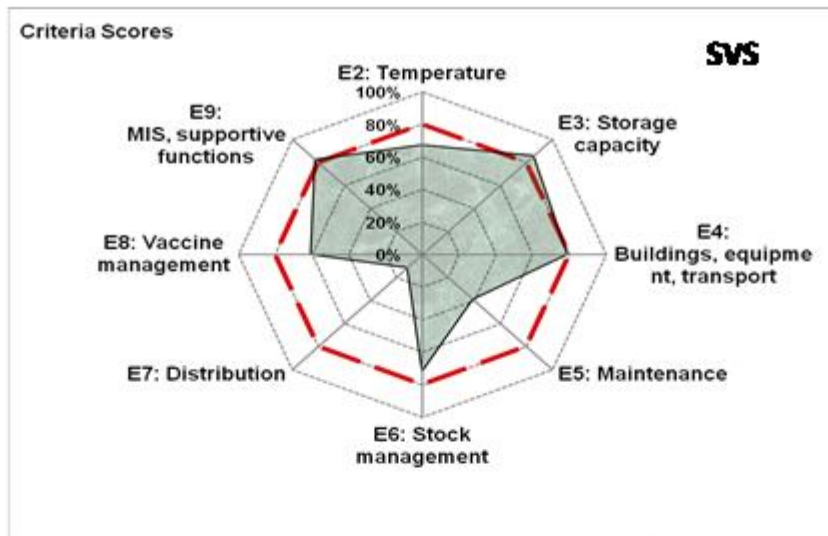 Criteria Scores
SVS
E2: Temperature
100%
80%
60%
40%
20%
0%
E3: Storage
capacity
E4:
Buildings, equipme
nt, transport
E5: Maintenance
E6: Stock
management
E7: Distribution
E8: Vaccine
management
E9:
MIS, supportive
functions